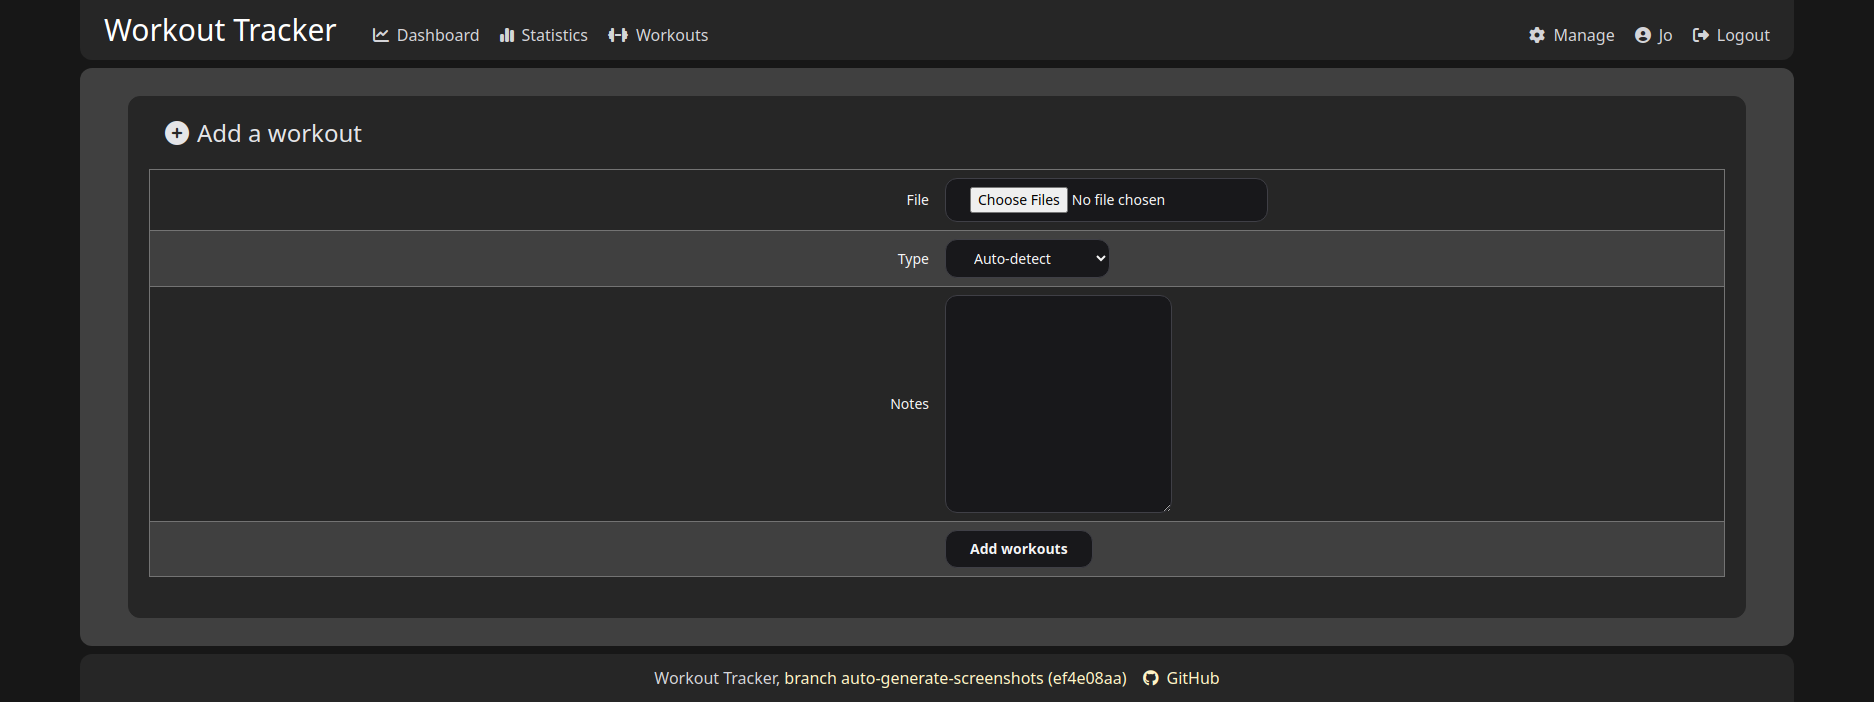 Workout Tracker Dashboard Statistics Workouts Manage Jo Logout
Add a workout
File Choose Files No file chosen
Type Auto-detect
Notes
Add workouts
Workout Tracker, branch auto-generate-screenshots (ef4e08aa) GitHub